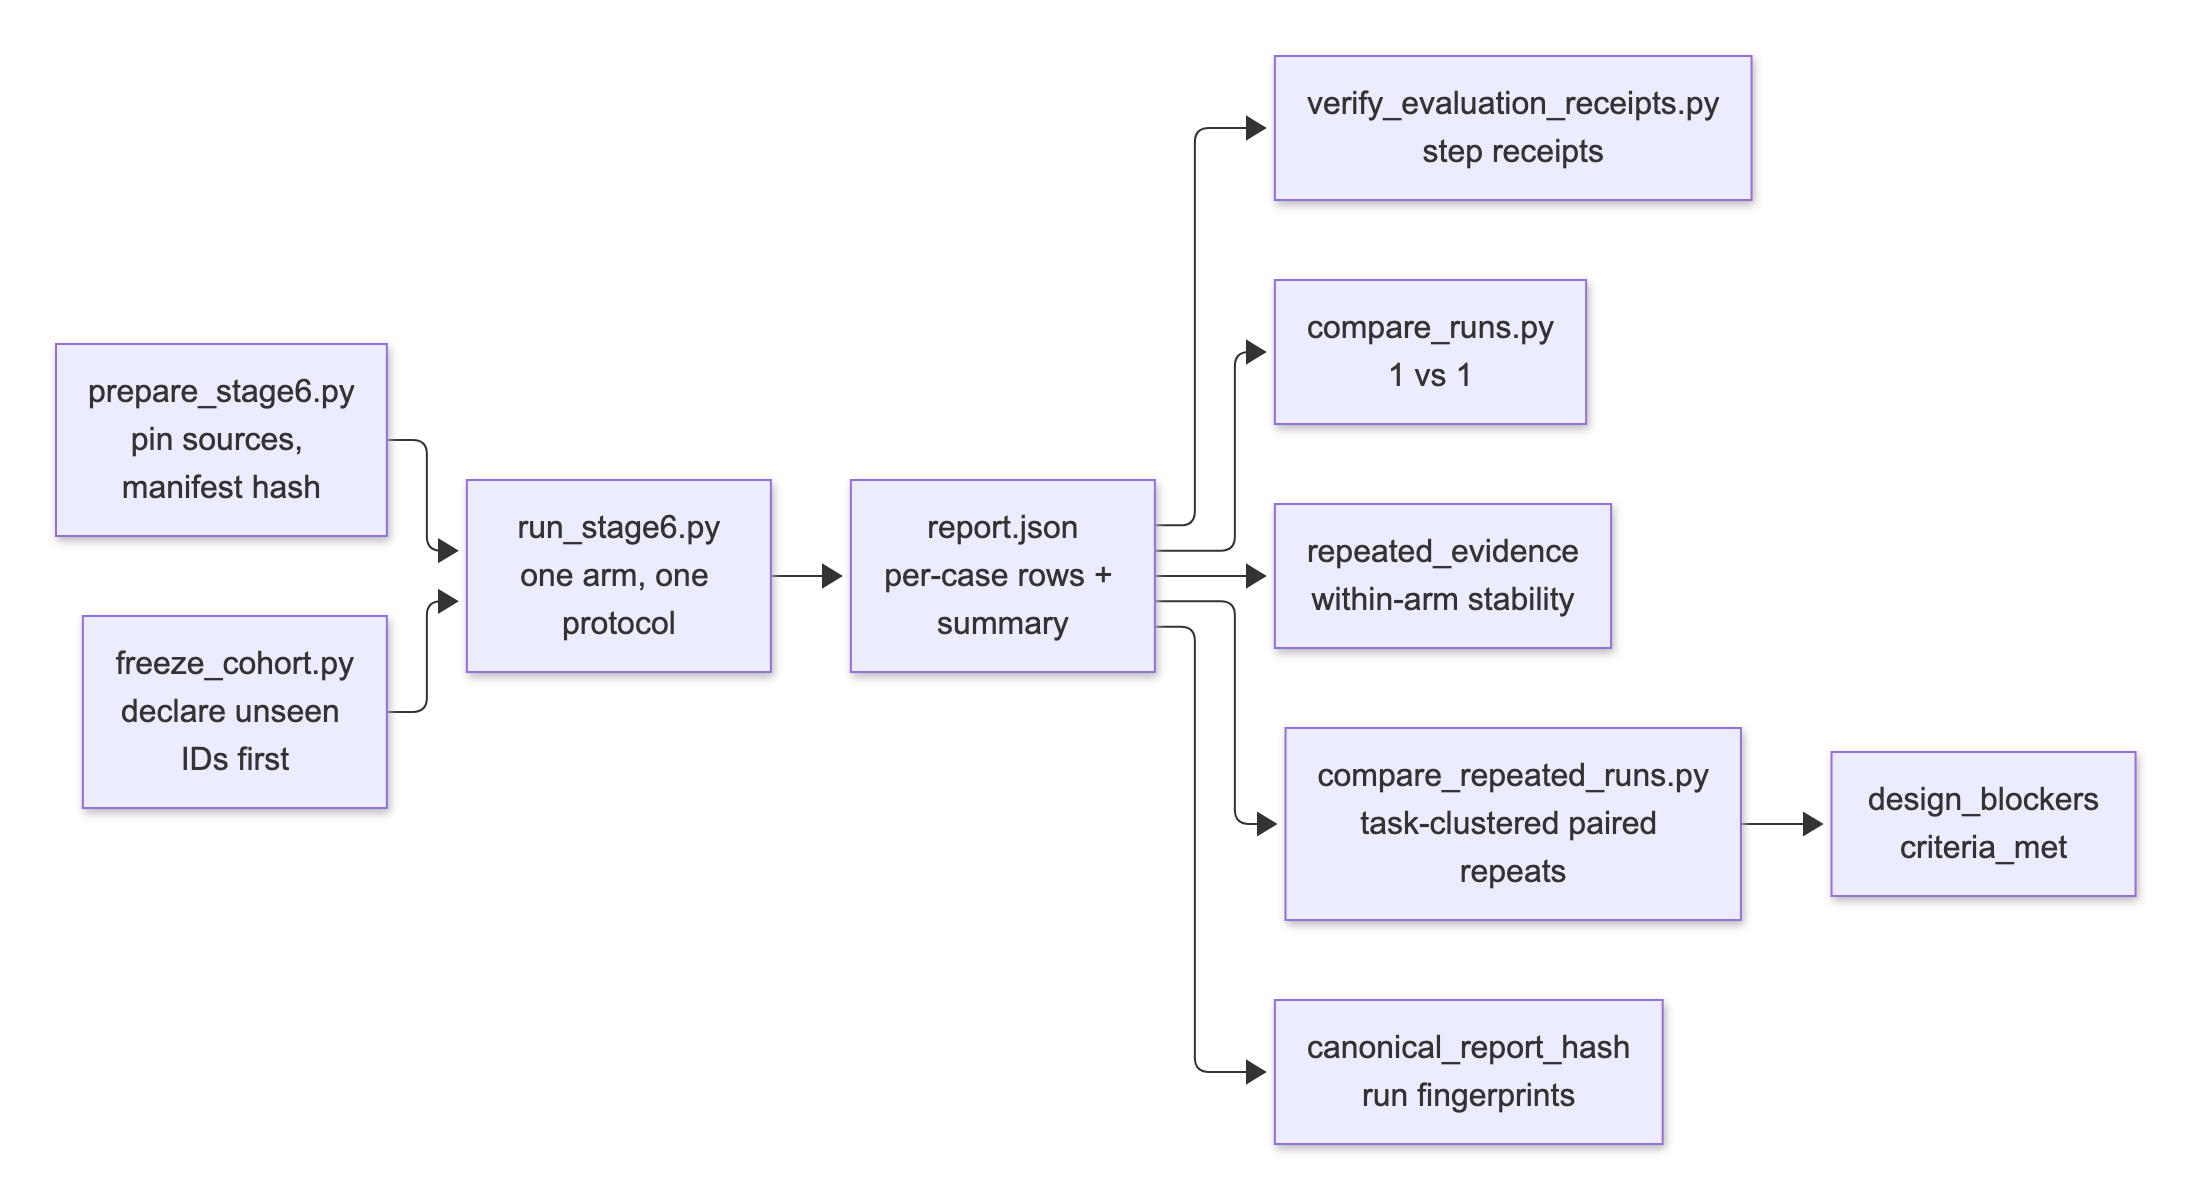 prepare_stage6.py
pin sources,
manifest hash
freeze_cohort.py
declare unseen
IDs first
run_stage6.py
one arm, one
protocol
report.json
per-case rows +
summary
verify_evaluation_receipts.py
step receipts
compare_runs.py
1 vs 1
repeated_evidence
within-arm stability
compare_repeated_runs.py
task-clustered paired
repeats
canonical_report_hash
run fingerprints
design_blockers
criteria_met